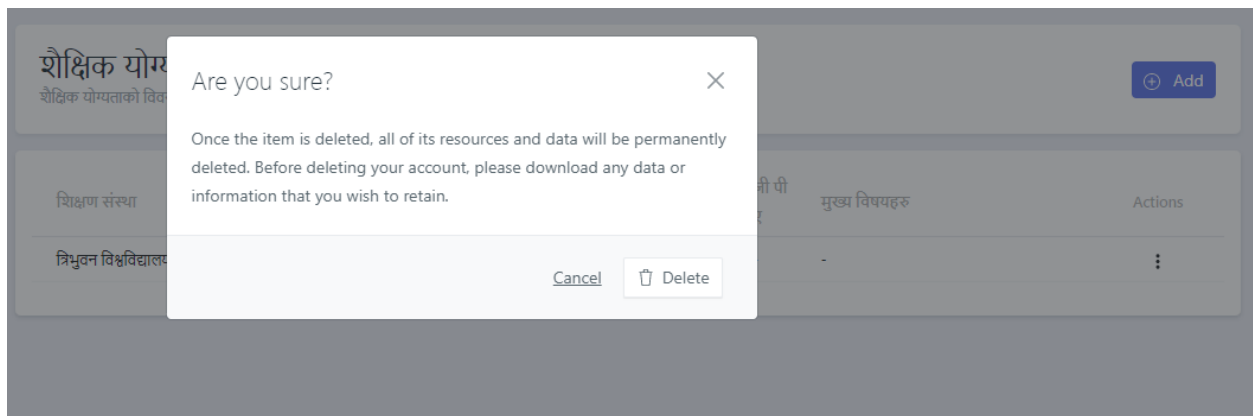 शैक्षिक
शैक्षिक योग्यताको
Add
Are you sure?
Once the item is deleted, all of its resources and data will be permanently
deleted. Before deleting your account, please download any data or
information that you wish to retain.
Cancel
Delete
शिक्षण संस्था
पी
मुख्य विषयहरु
Actions
त्रिभुवन
-